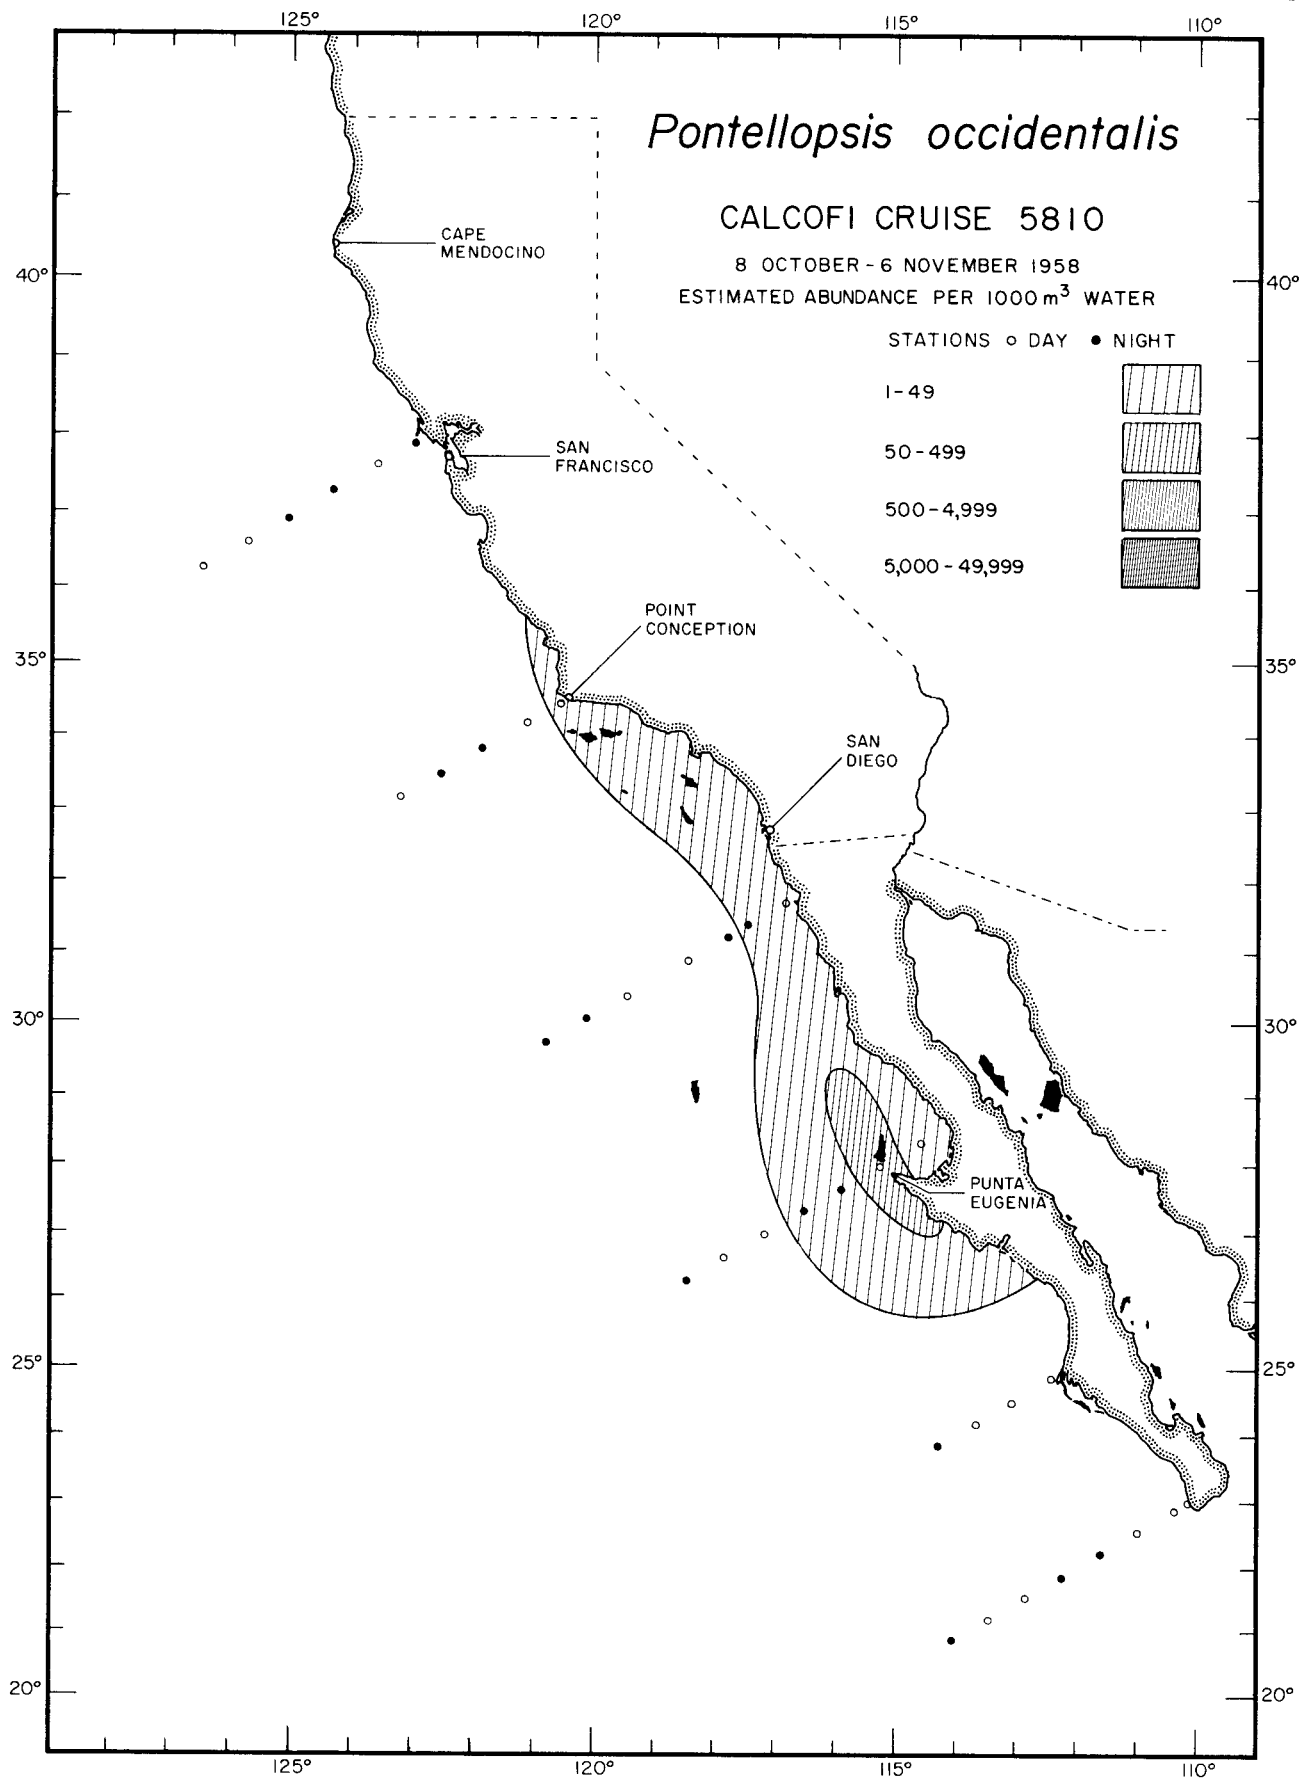 125° 120° 115° 110°
Pontellopsis occidentalis
CALCOFI CRUISE 5810
8 OCTOBER - 6 NOVEMBER 1958
ESTIMATED ABUNDANCE PER 1000 m³ WATER
STATIONS ○ DAY ● NIGHT
1-49
50-499
500-4,999
5,000-49,999
CAPE
MENDOCINO
40° 40°
SAN
FRANCISCO
POINT
CONCEPTION
35° 35°
SAN
DIEGO
30° 30°
PUNTA
EUGENIA
25° 25°
20° 20°
125° 120° 115° 110°